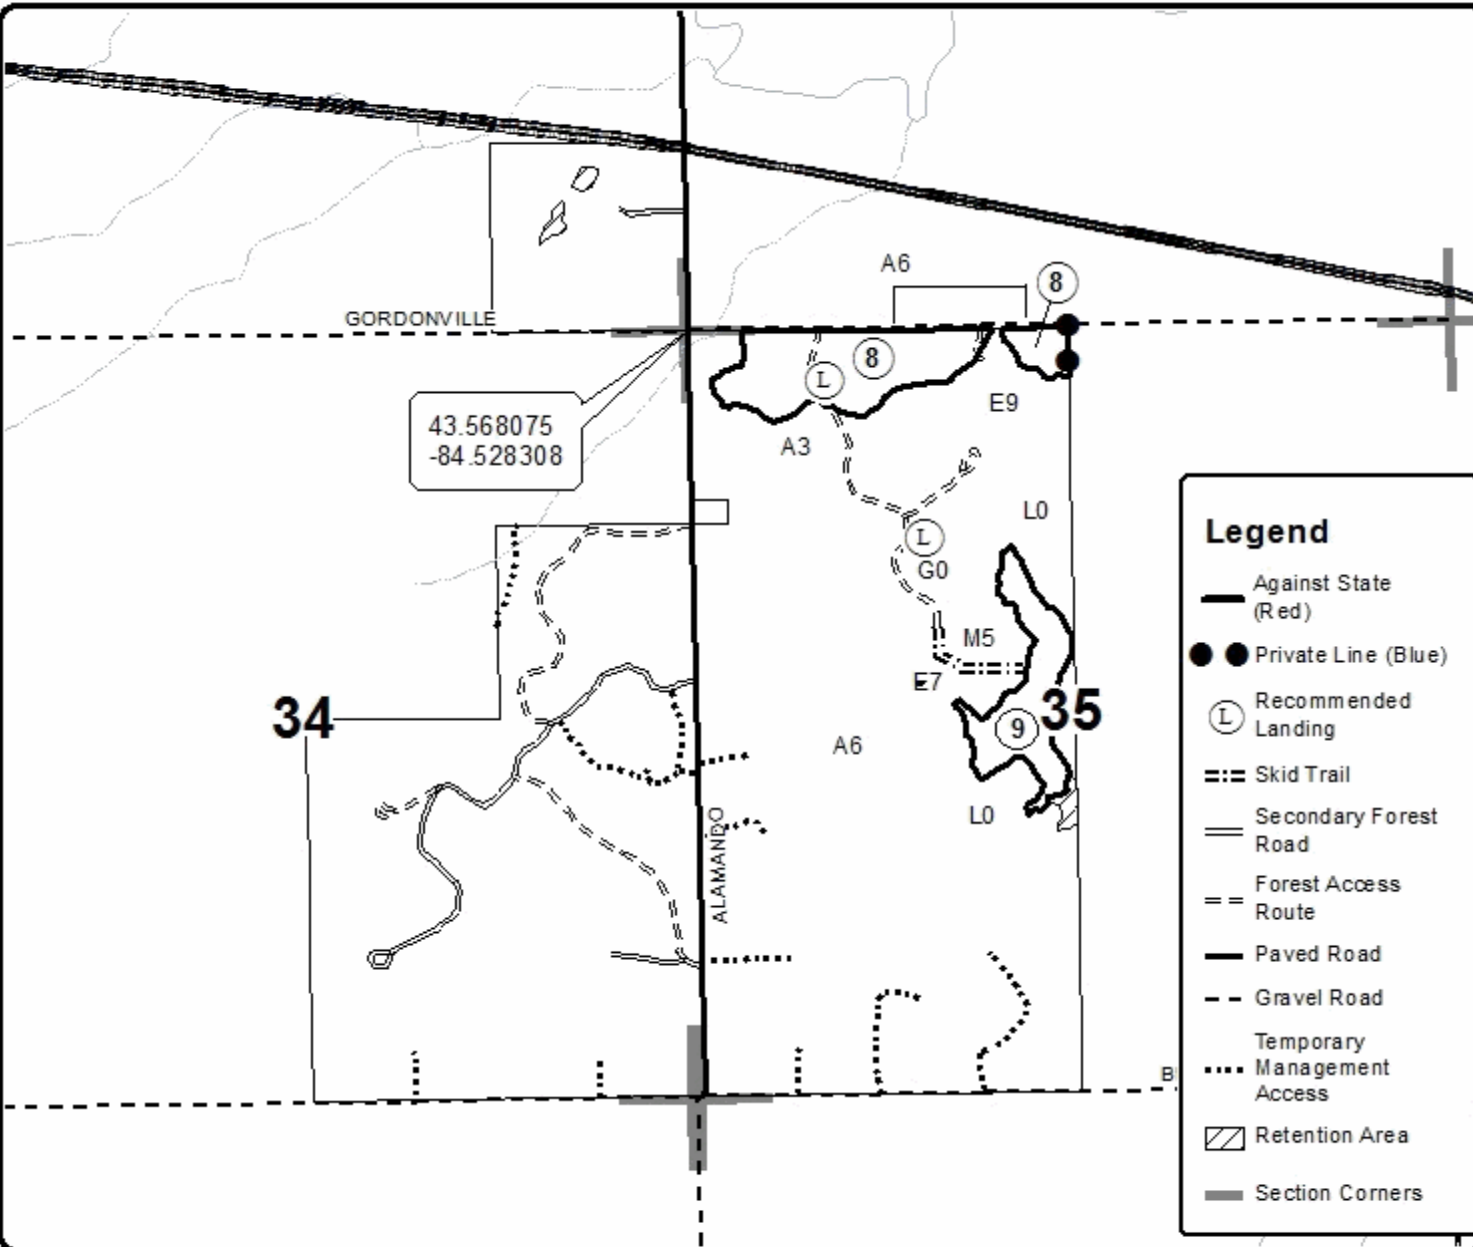 A6
8
GORDONVILLE
8
L
43.568075
-84.528308
E9
A3
L0
L
G0
M5
E7
34
35
9
A6
L0
ALAMANDO
B
Legend
Against State
(Red)
Private Line (Blue)
L
Recommended
Landing
Skid Trail
Secondary Forest
Road
Forest Access
Route
Paved Road
Gravel Road
Temporary
Management
Access
Retention Area
Section Corners